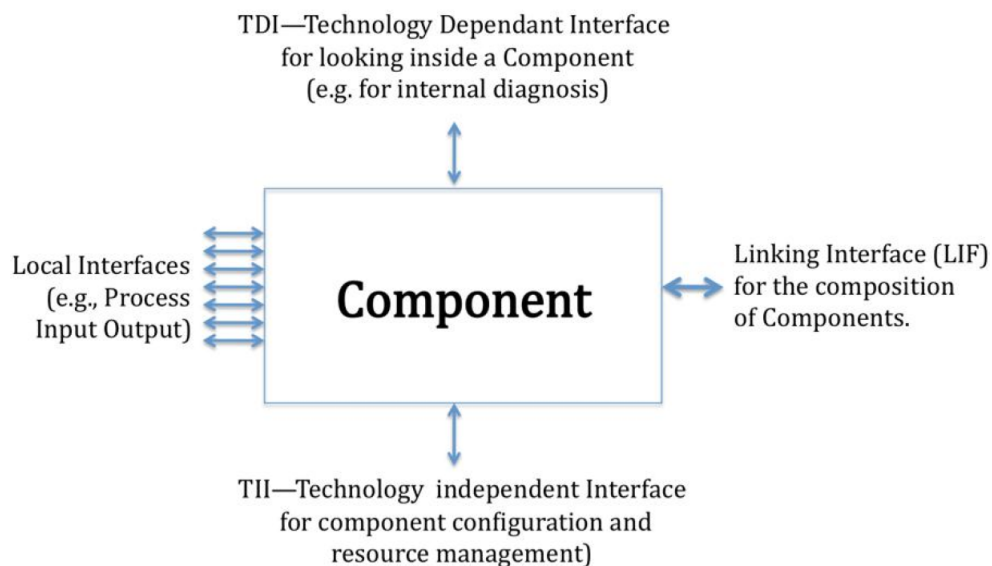 TDI—Technology Dependant Interface
for looking inside a Component
(e.g. for internal diagnosis)
Local Interfaces
(e.g., Process
Input Output)
Component
Linking Interface (LIF)
for the composition
of Components.
TII—Technology independent Interface
for component configuration and
resource management)